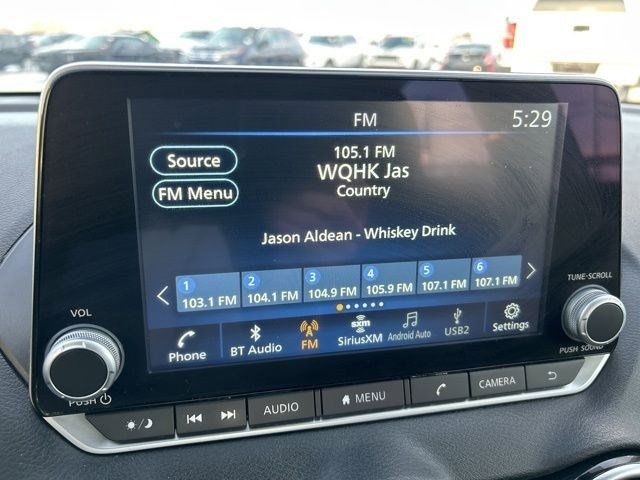 FM 5:29
Source
FM Menu
105.1 FM
WQHK Jas
Country
Jason Aldean - Whiskey Drink
1 2 3 4 5 6
103.1 FM 104.1 FM 104.9 FM 105.9 FM 107.1 FM 107.1 FM
Phone BT Audio FM SiriusXM Android Auto USB2 Settings
sxm
VOL
PUSH
TUNE·SCROLL
PUSH SOUND
AUDIO MENU CAMERA